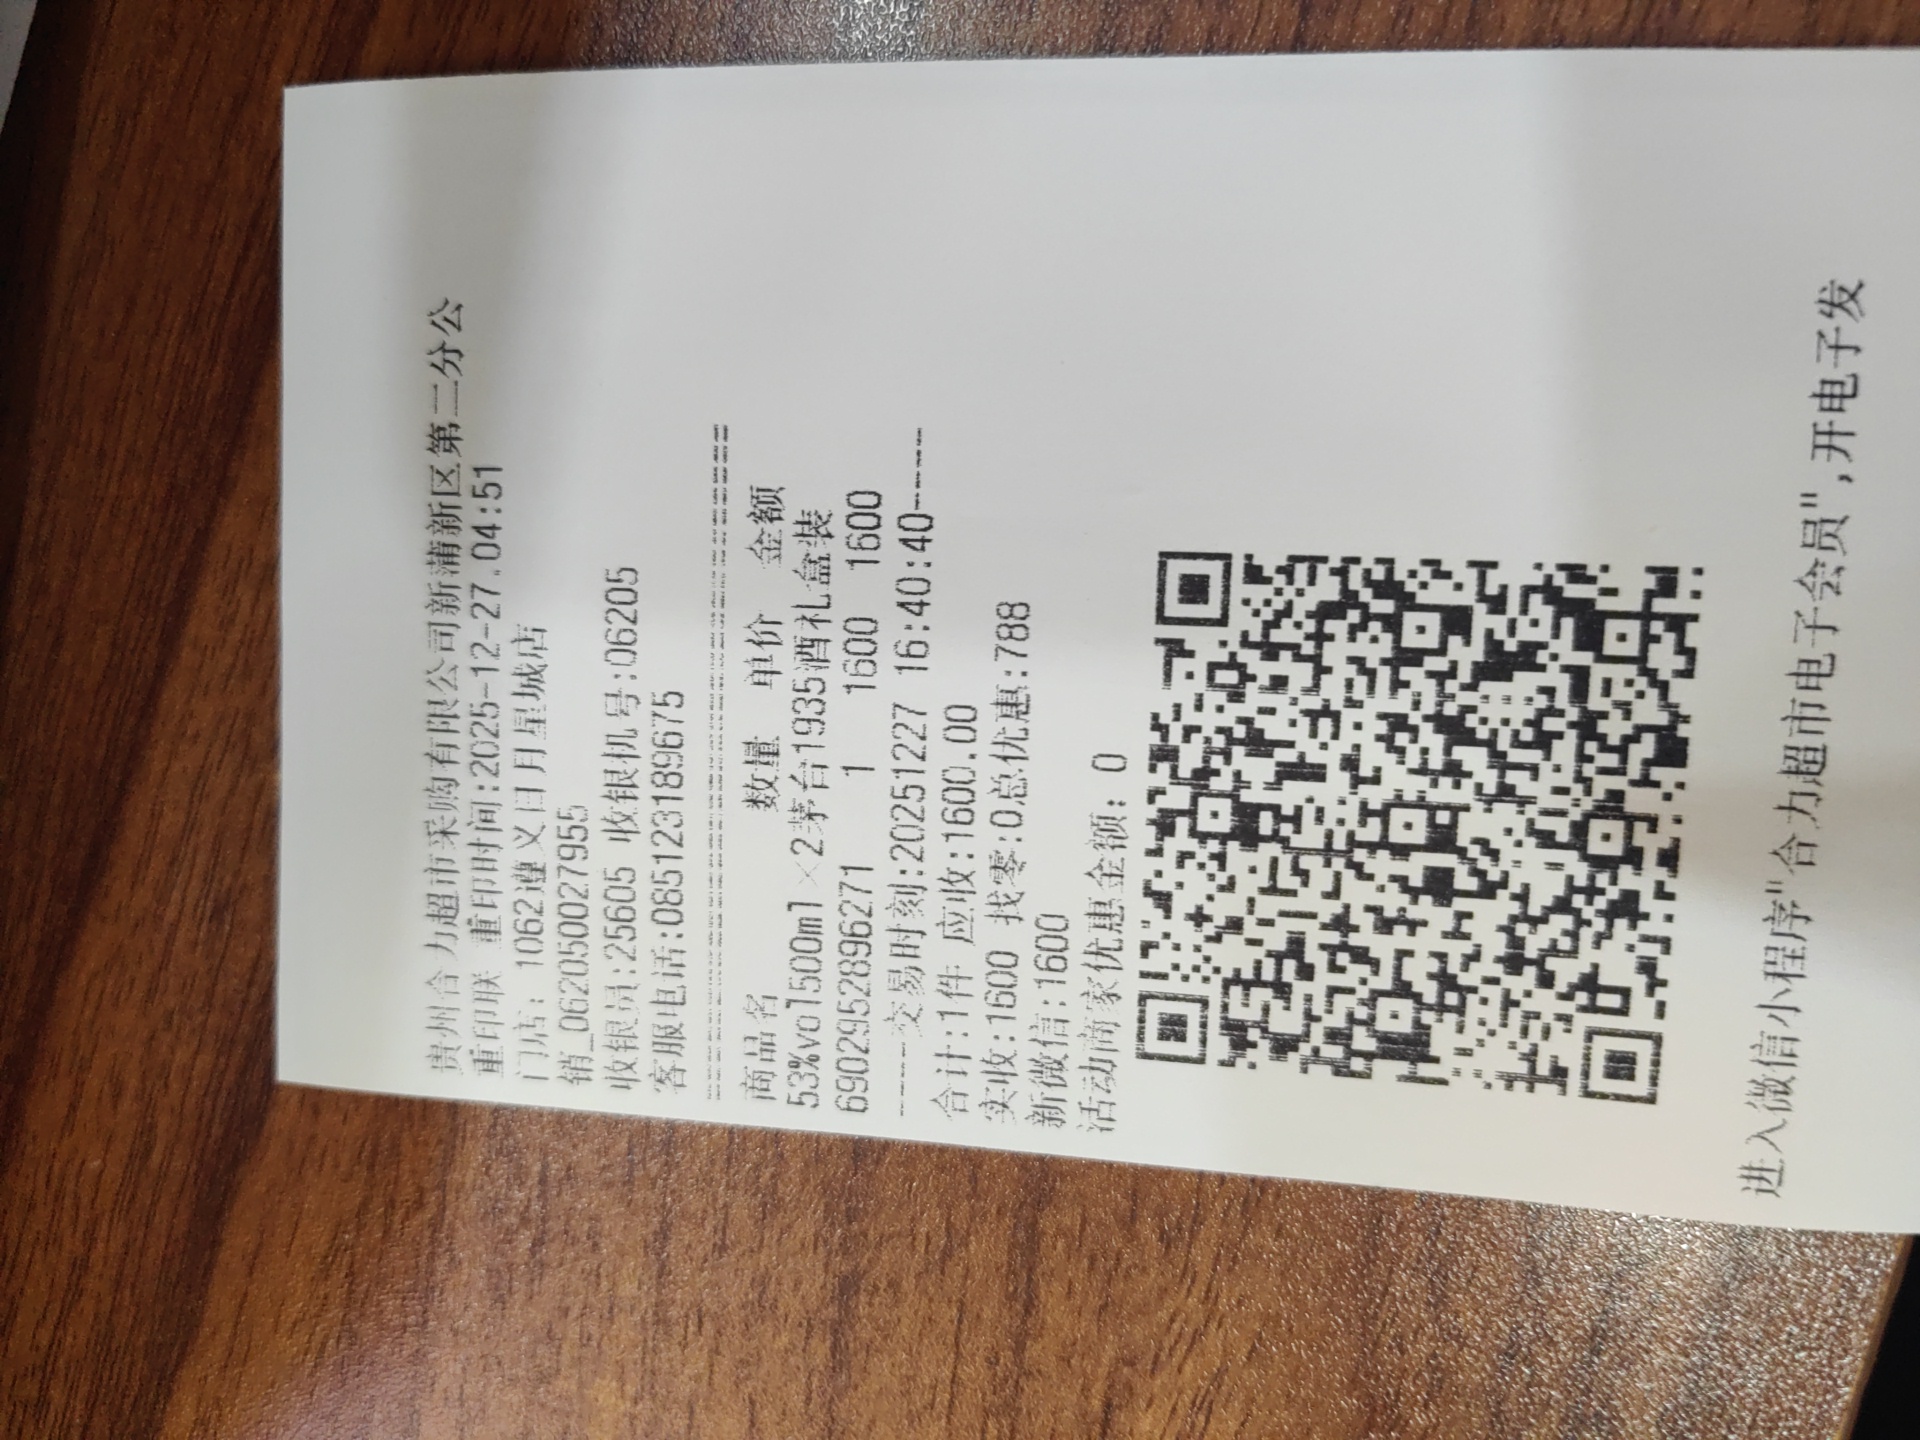 贵州合力超市采购有限公司新蒲新区第二分公
重印联 重印时间:2025-12-27.04:51
门店: 1062遵义日月星城店
销_0620500027955
收银员:25605 收银机号:06205
客服电话:085123189675
商品名 数量 单价 金额
53%vol500ml×2茅台1935酒礼盒装
6902952896271 1 1600 1600
------交易时刻:20251227 16:40:40------
合计:1件 应收:1600.00
实收:1600 找零:0总优惠:788
新微信:1600
活动商家优惠金额: 0
进入微信小程序"合力超市电子会员",开电子发